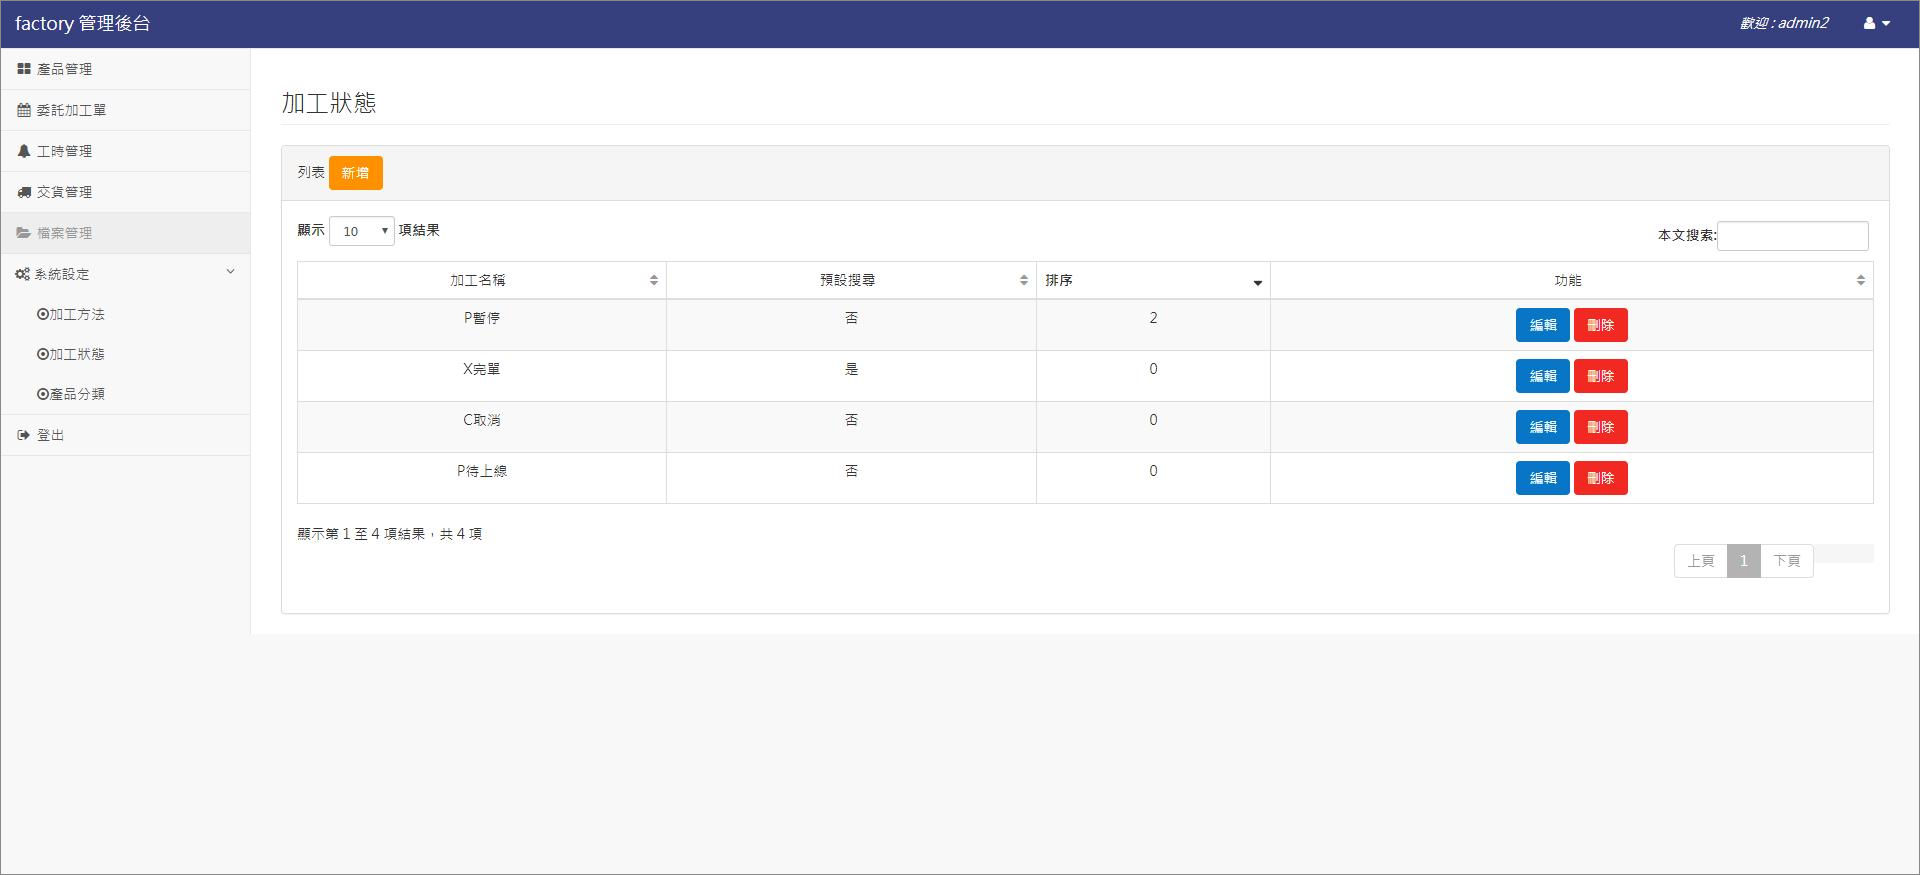 factory 管理後台
歡迎 : admin2
產品管理
委託加工單
工時管理
交貨管理
檔案管理
系統設定
加工方法
加工狀態
產品分類
登出
加工狀態
列表 新增
顯示 10 項結果
本文搜索:
加工名稱 預設搜尋 排序 功能
P暫停 否 2 編輯 刪除
X完單 是 0 編輯 刪除
C取消 否 0 編輯 刪除
P待上線 否 0 編輯 刪除
顯示第 1 至 4 項結果，共 4 項
上頁 1 下頁